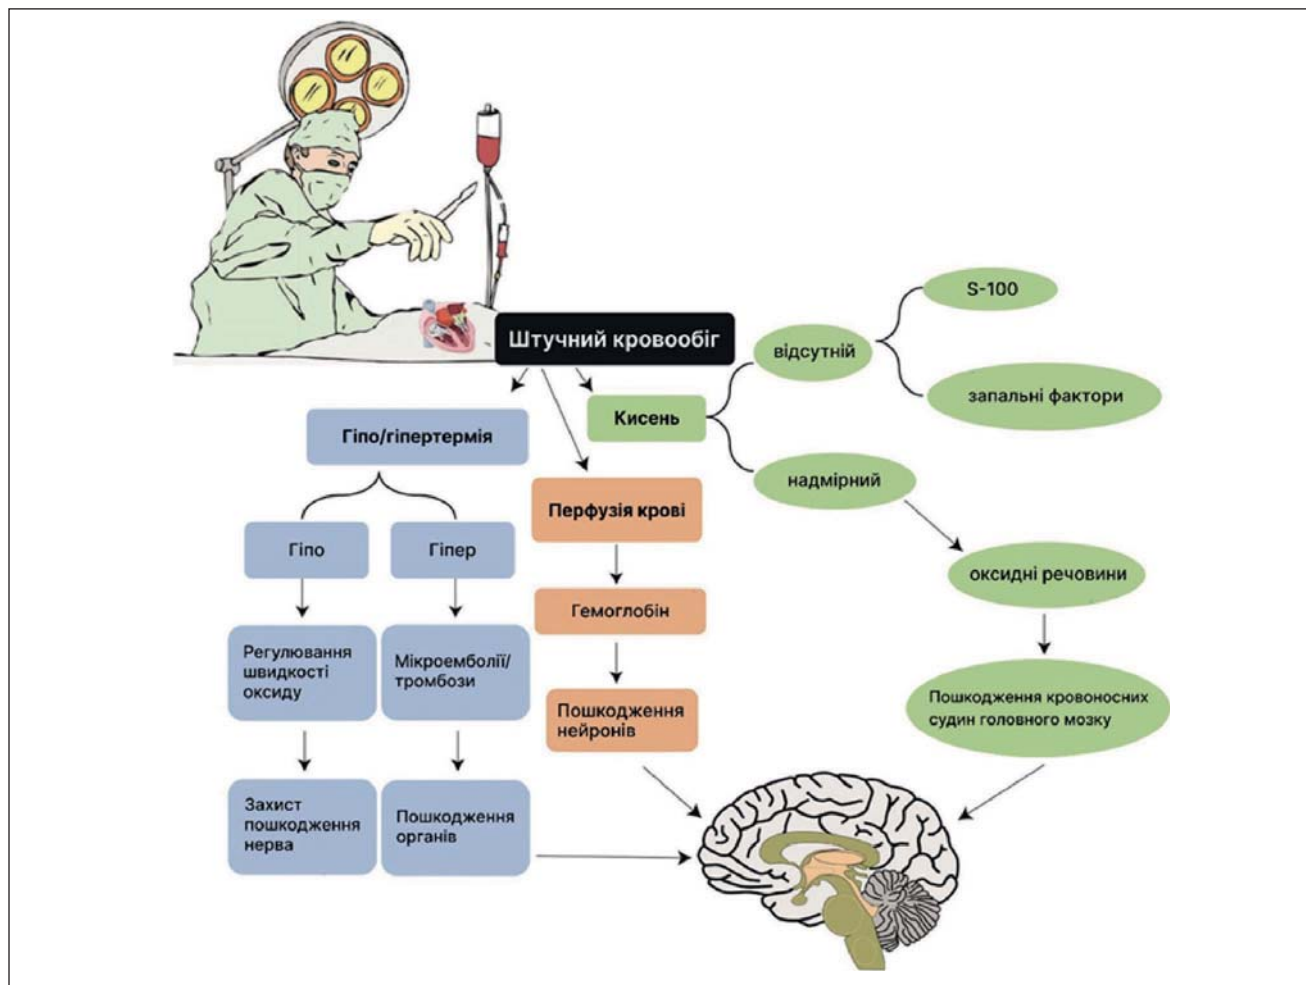 Штучний кровообіг
S-100
відсутній
запальні фактори
Кисень
надмірний
оксидні речовини
Пошкодження кровоносних
судин головного мозку
Гіпо/гіпертермія
Гіпо
Гіпер
Регулювання
швидкості
оксиду
Мікроемболії/
тромбози
Захист
пошкодження
нерва
Пошкодження
органів
Перфузія крові
Гемоглобін
Пошкодження
нейронів